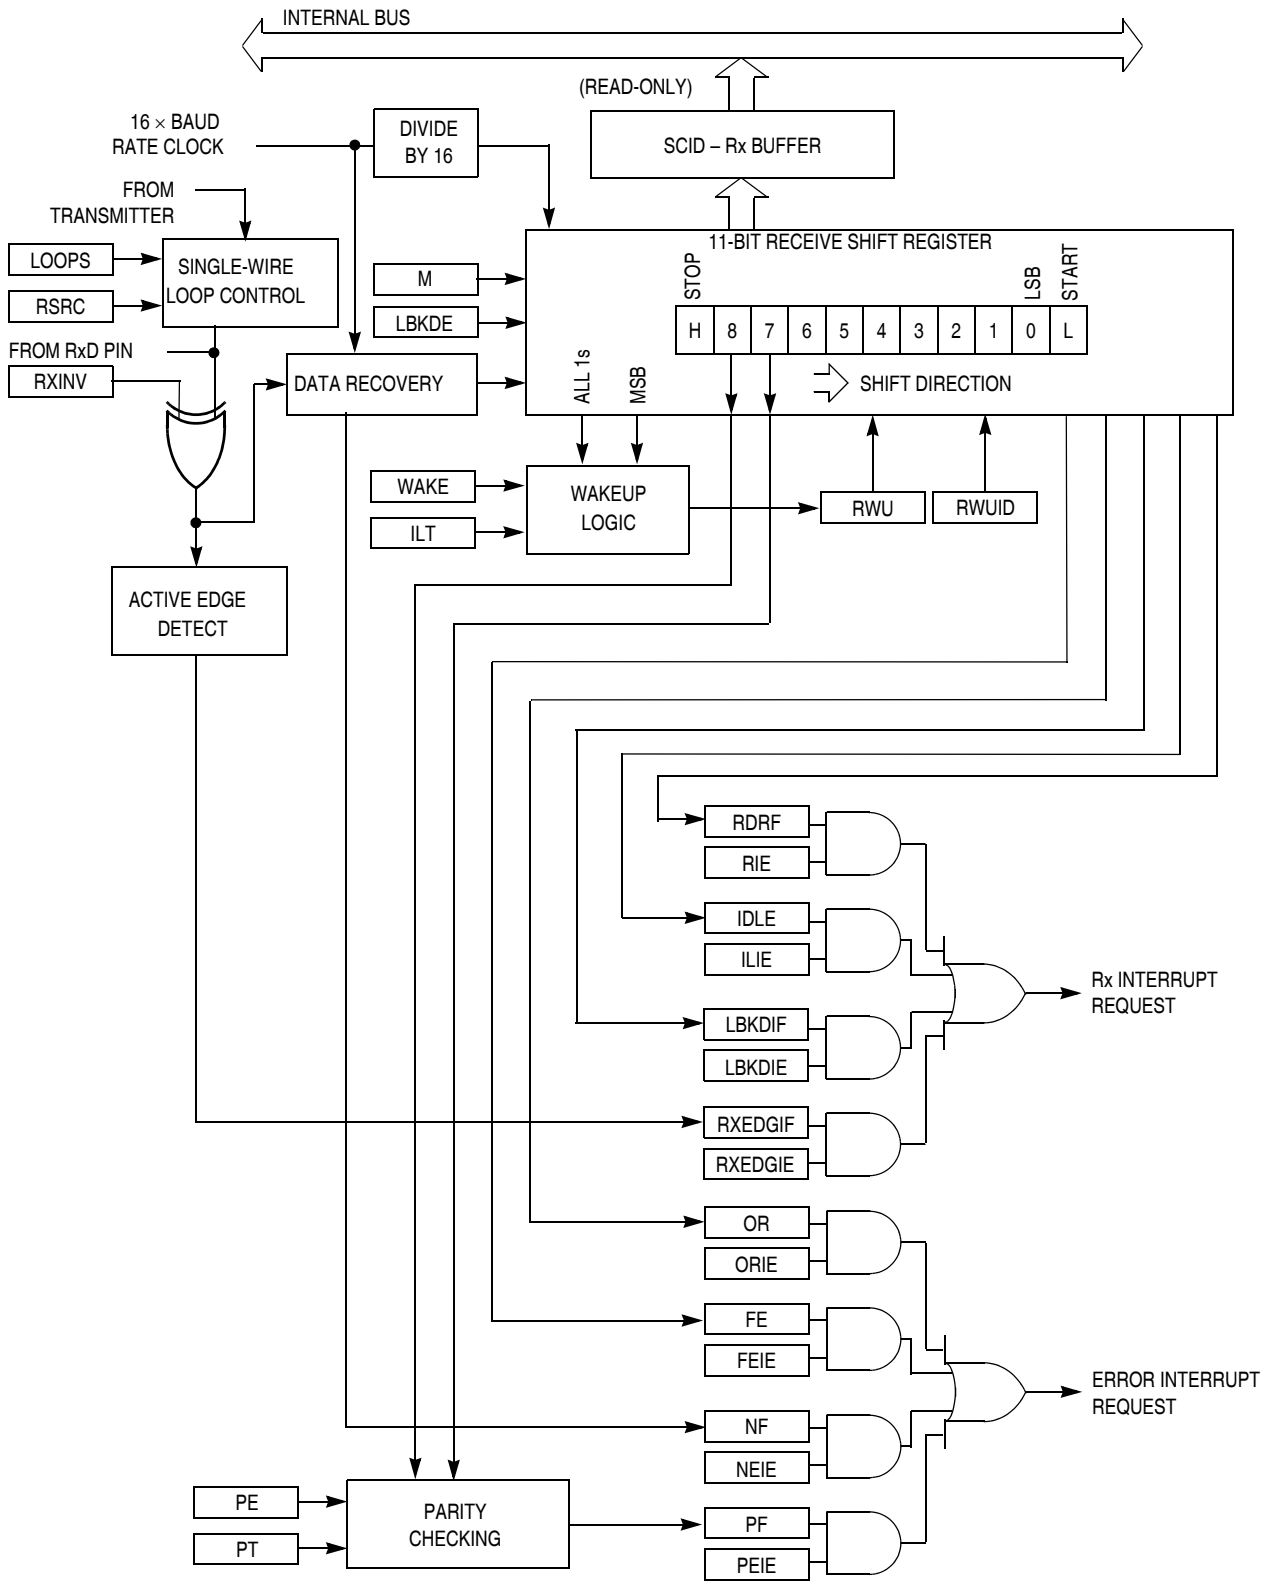 INTERNAL BUS
(READ-ONLY)
16 × BAUD
RATE CLOCK
DIVIDE
BY 16
SCID – Rx BUFFER
FROM
TRANSMITTER
11-BIT RECEIVE SHIFT REGISTER
LOOPS
SINGLE-WIRE
LOOP CONTROL
RSRC
M
LBKDE
STOP
LSB
START
H 8 7 6 5 4 3 2 1 0 L
FROM RxD PIN
RXINV
DATA RECOVERY
ALL 1s
MSB
SHIFT DIRECTION
WAKE
ILT
WAKEUP
LOGIC
RWU
RWUID
ACTIVE EDGE
DETECT
RDRF
RIE
IDLE
ILIE
Rx INTERRUPT
REQUEST
LBKDIF
LBKDIE
RXEDGIF
RXEDGIE
OR
ORIE
FE
FEIE
ERROR INTERRUPT
REQUEST
NF
NEIE
PE
PT
PARITY
CHECKING
PF
PEIE